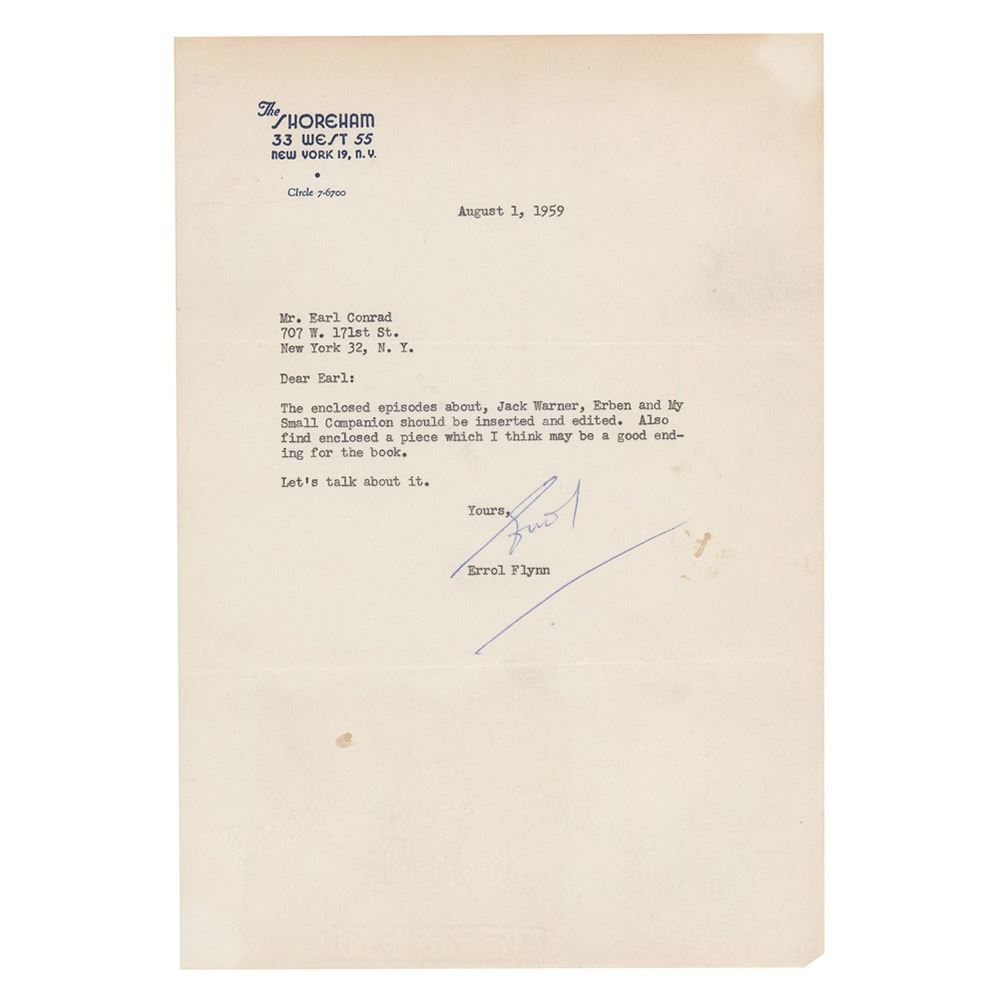 The
SHOREHAM
33 WEST 55
NEW YORK 19, N.Y.
CIrcle 7-6700
August 1, 1959
Mr. Earl Conrad
707 W. 171st St.
New York 32, N. Y.
Dear Earl:
The enclosed episodes about, Jack Warner, Erben and My
Small Companion should be inserted and edited.  Also
find enclosed a piece which I think may be a good end-
ing for the book.
Let's talk about it.
Yours,
Errol
Errol Flynn